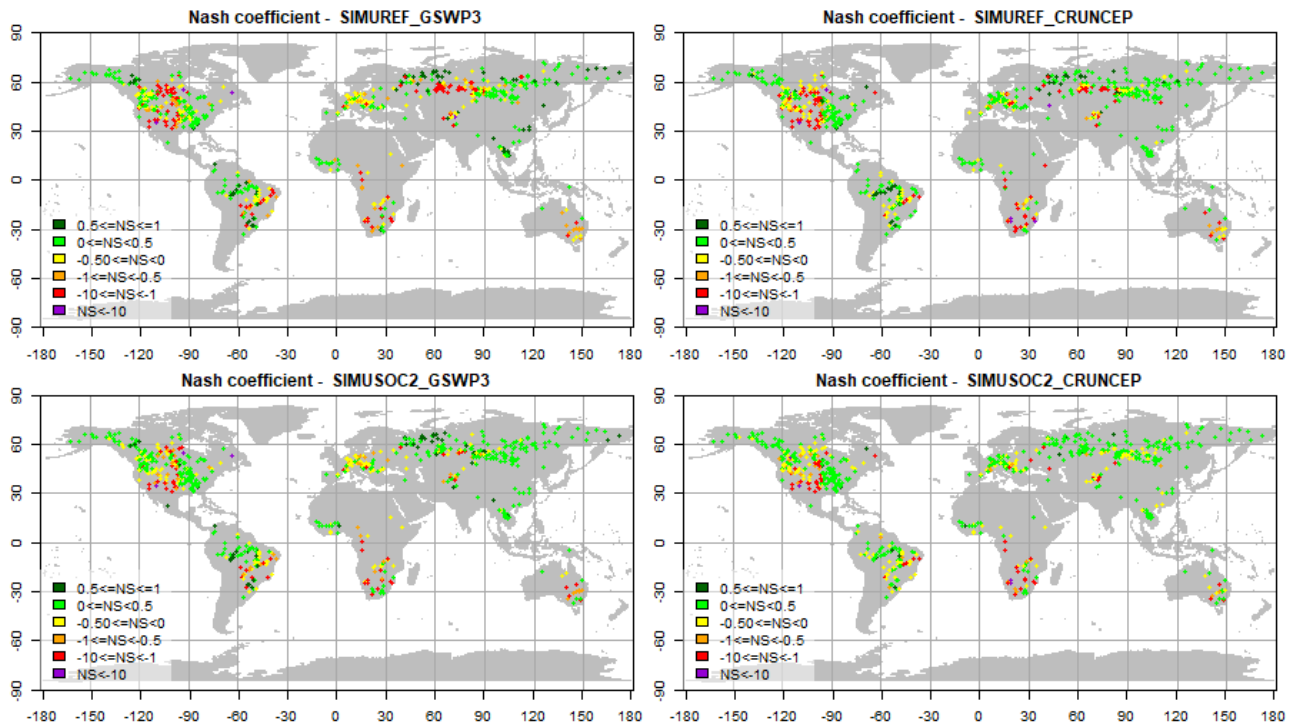 Nash coefficient - SIMUREF_GSWP3
90
60
30
0
-30
-60
-90
0.5<=NS<=1
0<=NS<0.5
-0.50<=NS<0
-1<=NS<-0.5
-10<=NS<-1
NS<-10
-180 -150 -120 -90 -60 -30 0 30 60 90 120 150 180
Nash coefficient - SIMUREF_CRUNCEP
90
60
30
0
-30
-60
-90
0.5<=NS<=1
0<=NS<0.5
-0.50<=NS<0
-1<=NS<-0.5
-10<=NS<-1
NS<-10
-180 -150 -120 -90 -60 -30 0 30 60 90 120 150 180
Nash coefficient - SIMUSOC2_GSWP3
90
60
30
0
-30
-60
-90
0.5<=NS<=1
0<=NS<0.5
-0.50<=NS<0
-1<=NS<-0.5
-10<=NS<-1
NS<-10
-180 -150 -120 -90 -60 -30 0 30 60 90 120 150 180
Nash coefficient - SIMUSOC2_CRUNCEP
90
60
30
0
-30
-60
-90
0.5<=NS<=1
0<=NS<0.5
-0.50<=NS<0
-1<=NS<-0.5
-10<=NS<-1
NS<-10
-180 -150 -120 -90 -60 -30 0 30 60 90 120 150 180